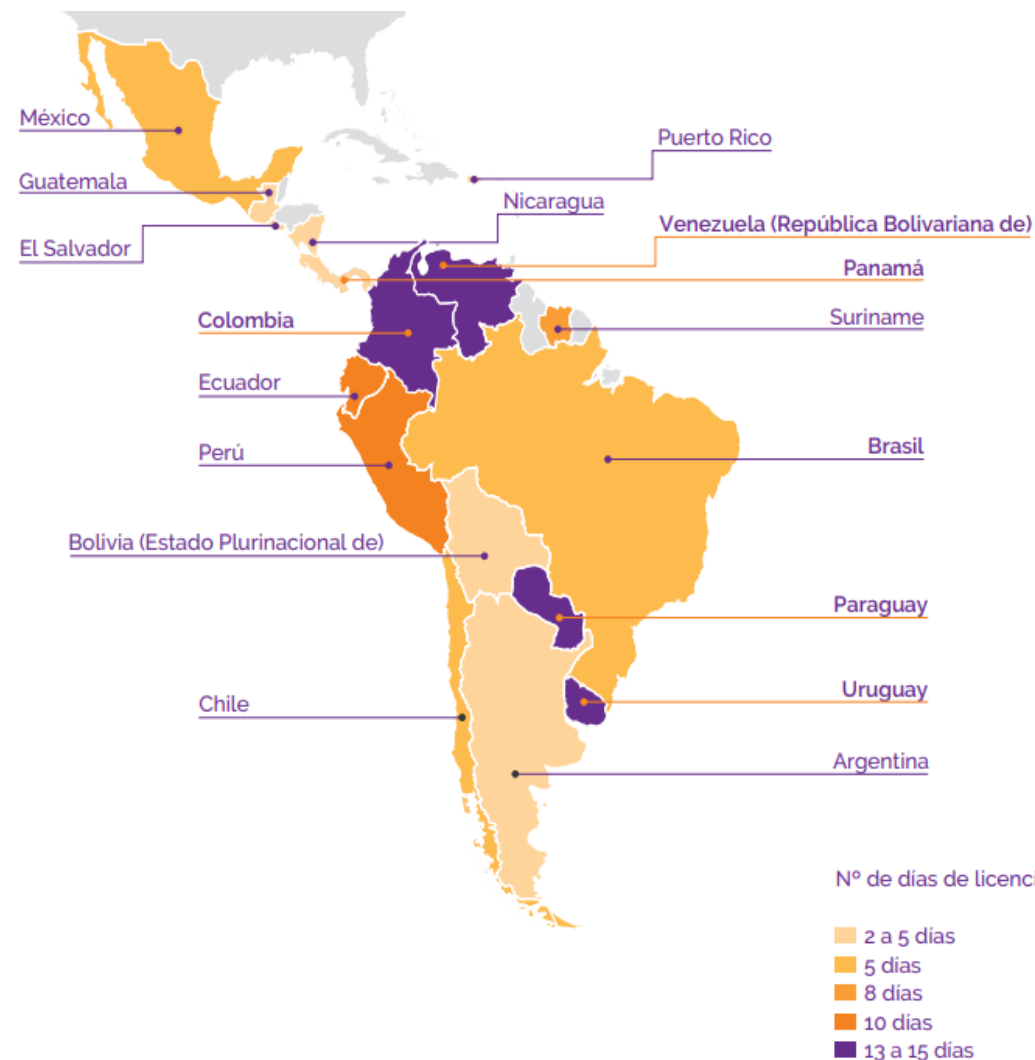 México
Puerto Rico
Guatemala
Nicaragua
Venezuela (República Bolivariana de)
El Salvador
Panamá
Colombia
Suriname
Ecuador
Perú
Brasil
Bolivia (Estado Plurinacional de)
Paraguay
Uruguay
Chile
Argentina
Nº de días de licenci
2 a 5 días
5 días
8 días
10 días
13 a 15 días